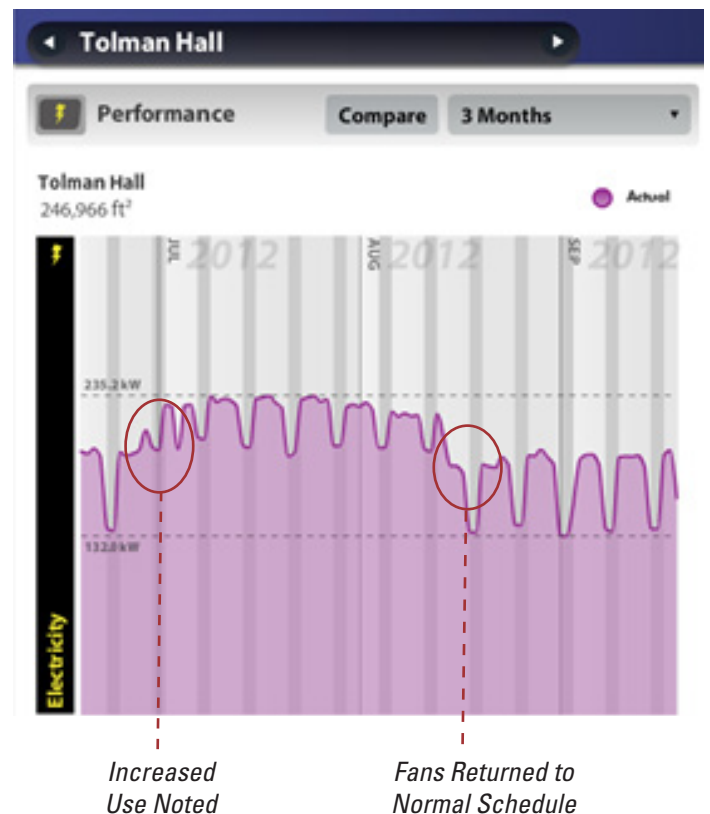 Tolman Hall
Performance
Compare
3 Months
Tolman Hall
246,966 ft²
Actual
JUL 2012
AUG 2012
SEP 2012
235.2 kW
132.0 kW
Electricity
Increased
Use Noted
Fans Returned to
Normal Schedule